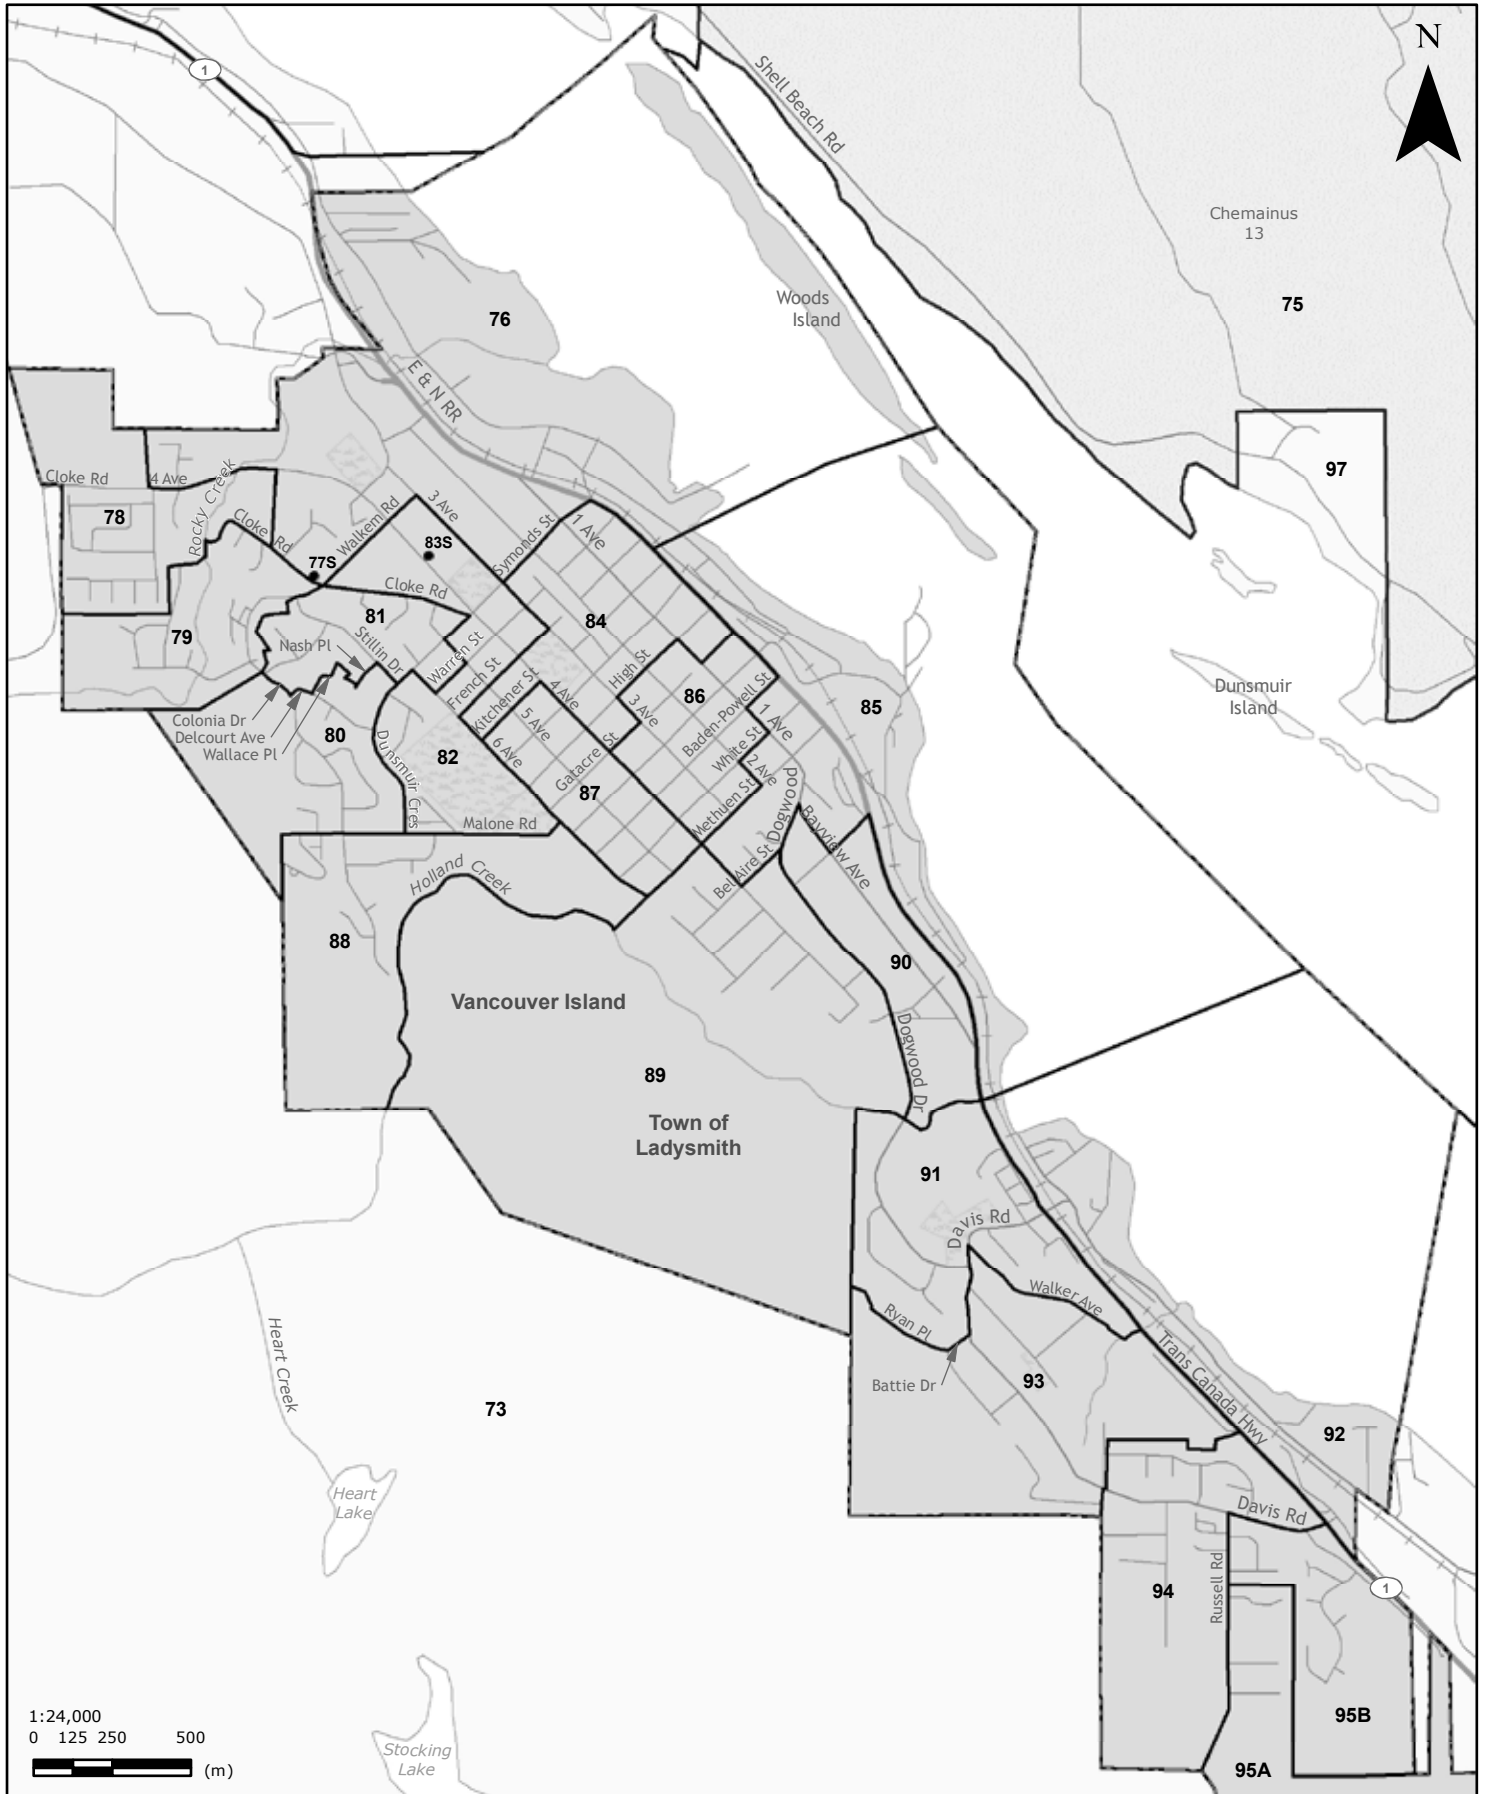 N
1
Shell Beach Rd
Chemainus
13
75
Woods
Island
76
E & N RR
97
Cloke Rd
4 Ave
Rocky Creek
78
Cloke Rd
Walkem Rd
3 Ave
83S
77S
Symonds St
1 Ave
Cloke Rd
81
84
79
Nash Pl
Stillin Dr
Warren St
French St
Kitchener St
4 Ave
High St
3 Ave
86
Baden-Powell St
85
Dunsmuir
Island
Colonia Dr
Delcourt Ave
Wallace Pl
80
Dunsmuir Cres
82
5 Ave
6 Ave
Gatacre St
87
White St
1 Ave
2 Ave
Methuen St
Dogwood
Malone Rd
Bel Aire St
Bayview Ave
Holland Creek
88
90
Vancouver Island
Dogwood Dr
89
Town of
Ladysmith
91
Davis Rd
Walker Ave
Ryan Pl
Battie Dr
93
Trans Canada Hwy
Heart Creek
73
92
Heart
Lake
Davis Rd
94
Russell Rd
1
95B
95A
Stocking
Lake
1:24,000
0 125 250 500
(m)